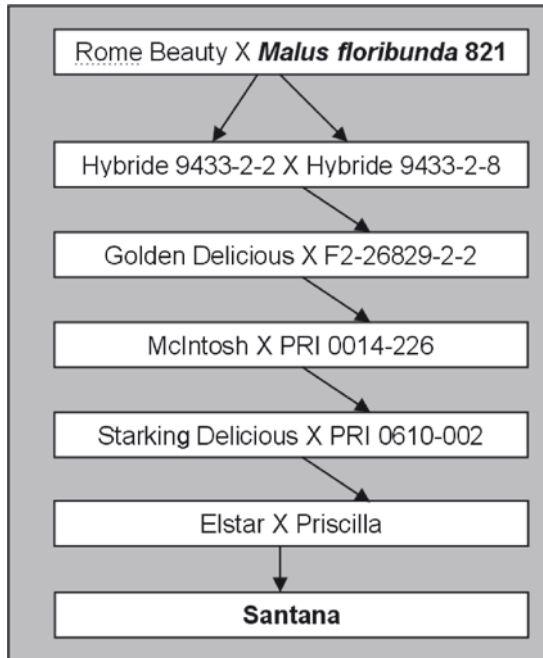 Rome Beauty X Malus floribunda 821
Hybride 9433-2-2 X Hybride 9433-2-8
Golden Delicious X F2-26829-2-2
McIntosh X PRI 0014-226
Starking Delicious X PRI 0610-002
Elstar X Priscilla
Santana